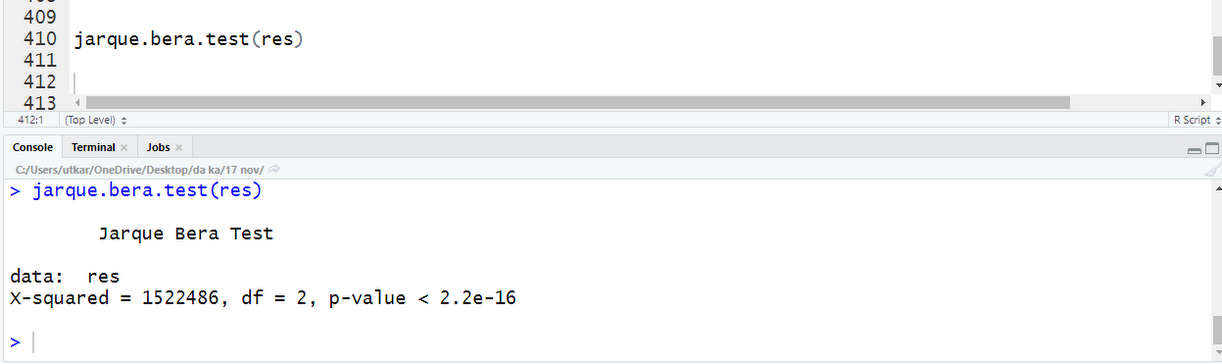 409
410 jarque.bera.test(res)
411
412
413
412:1 (Top Level) R Script
Console Terminal Jobs
C:/Users/utkar/OneDrive/Desktop/da ka/17 nov/
> jarque.bera.test(res)
Jarque Bera Test
data: res
X-squared = 1522486, df = 2, p-value < 2.2e-16
>